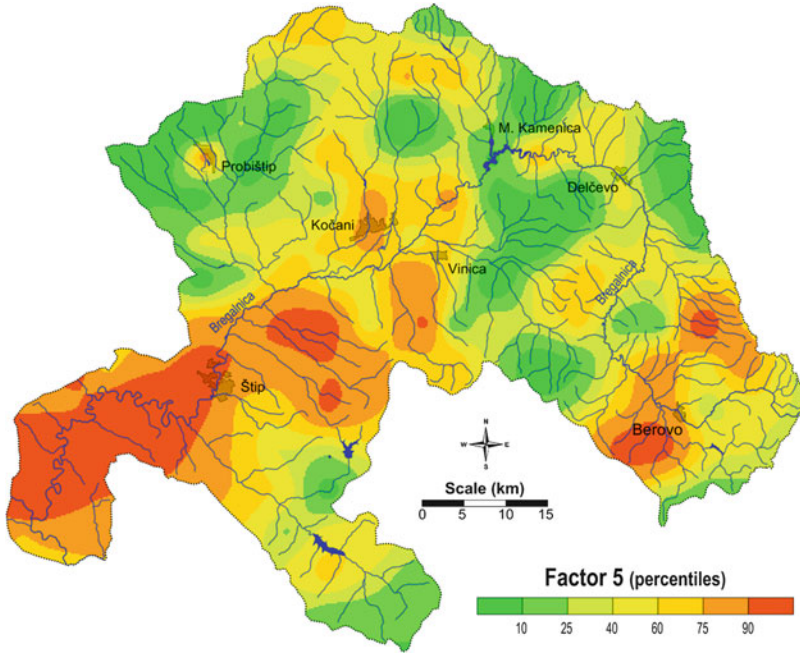 M. Kamenica
Probištip
Delčevo
Kočani
Vinica
Bregalnica
Bregalnica
Štip
Berovo
N
W E
S
Scale (km)
0 5 10 15
Factor 5 (percentiles)
10 25 40 60 75 90